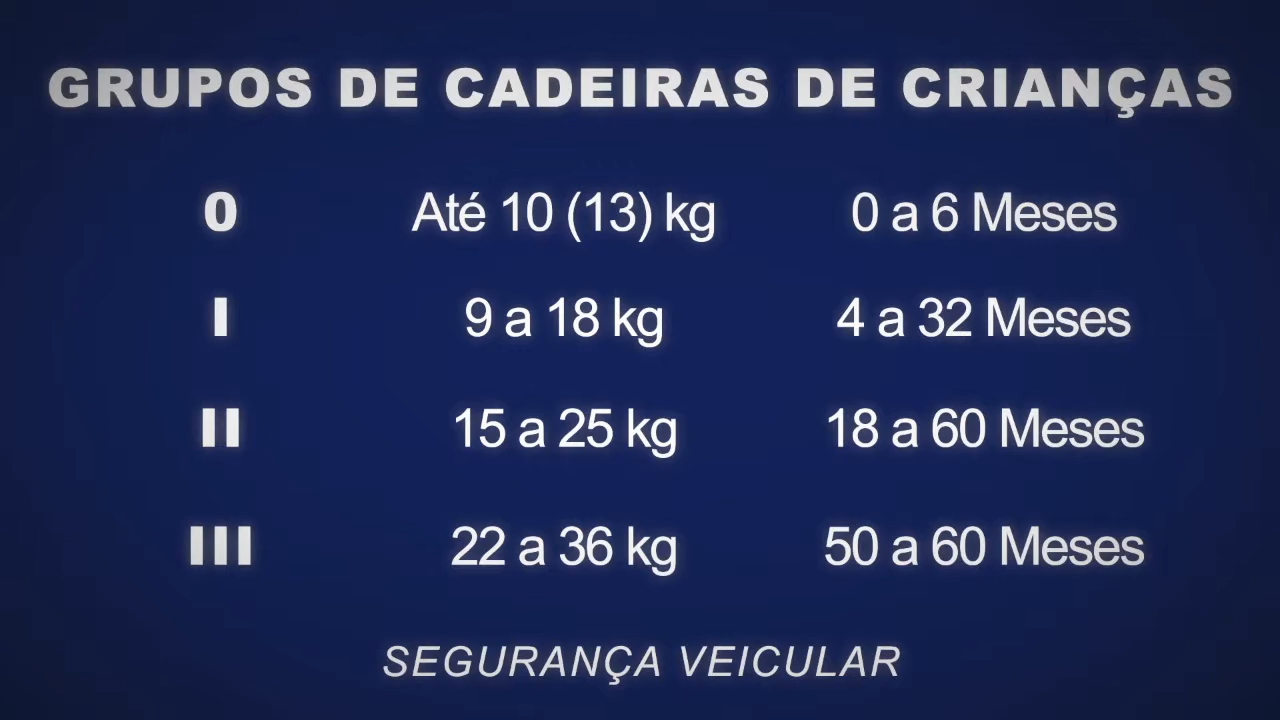 GRUPOS DE CADEIRAS DE CRIANÇAS
0 Até 10 (13) kg 0 a 6 Meses
I 9 a 18 kg 4 a 32 Meses
II 15 a 25 kg 18 a 60 Meses
III 22 a 36 kg 50 a 60 Meses
SEGURANÇA VEICULAR